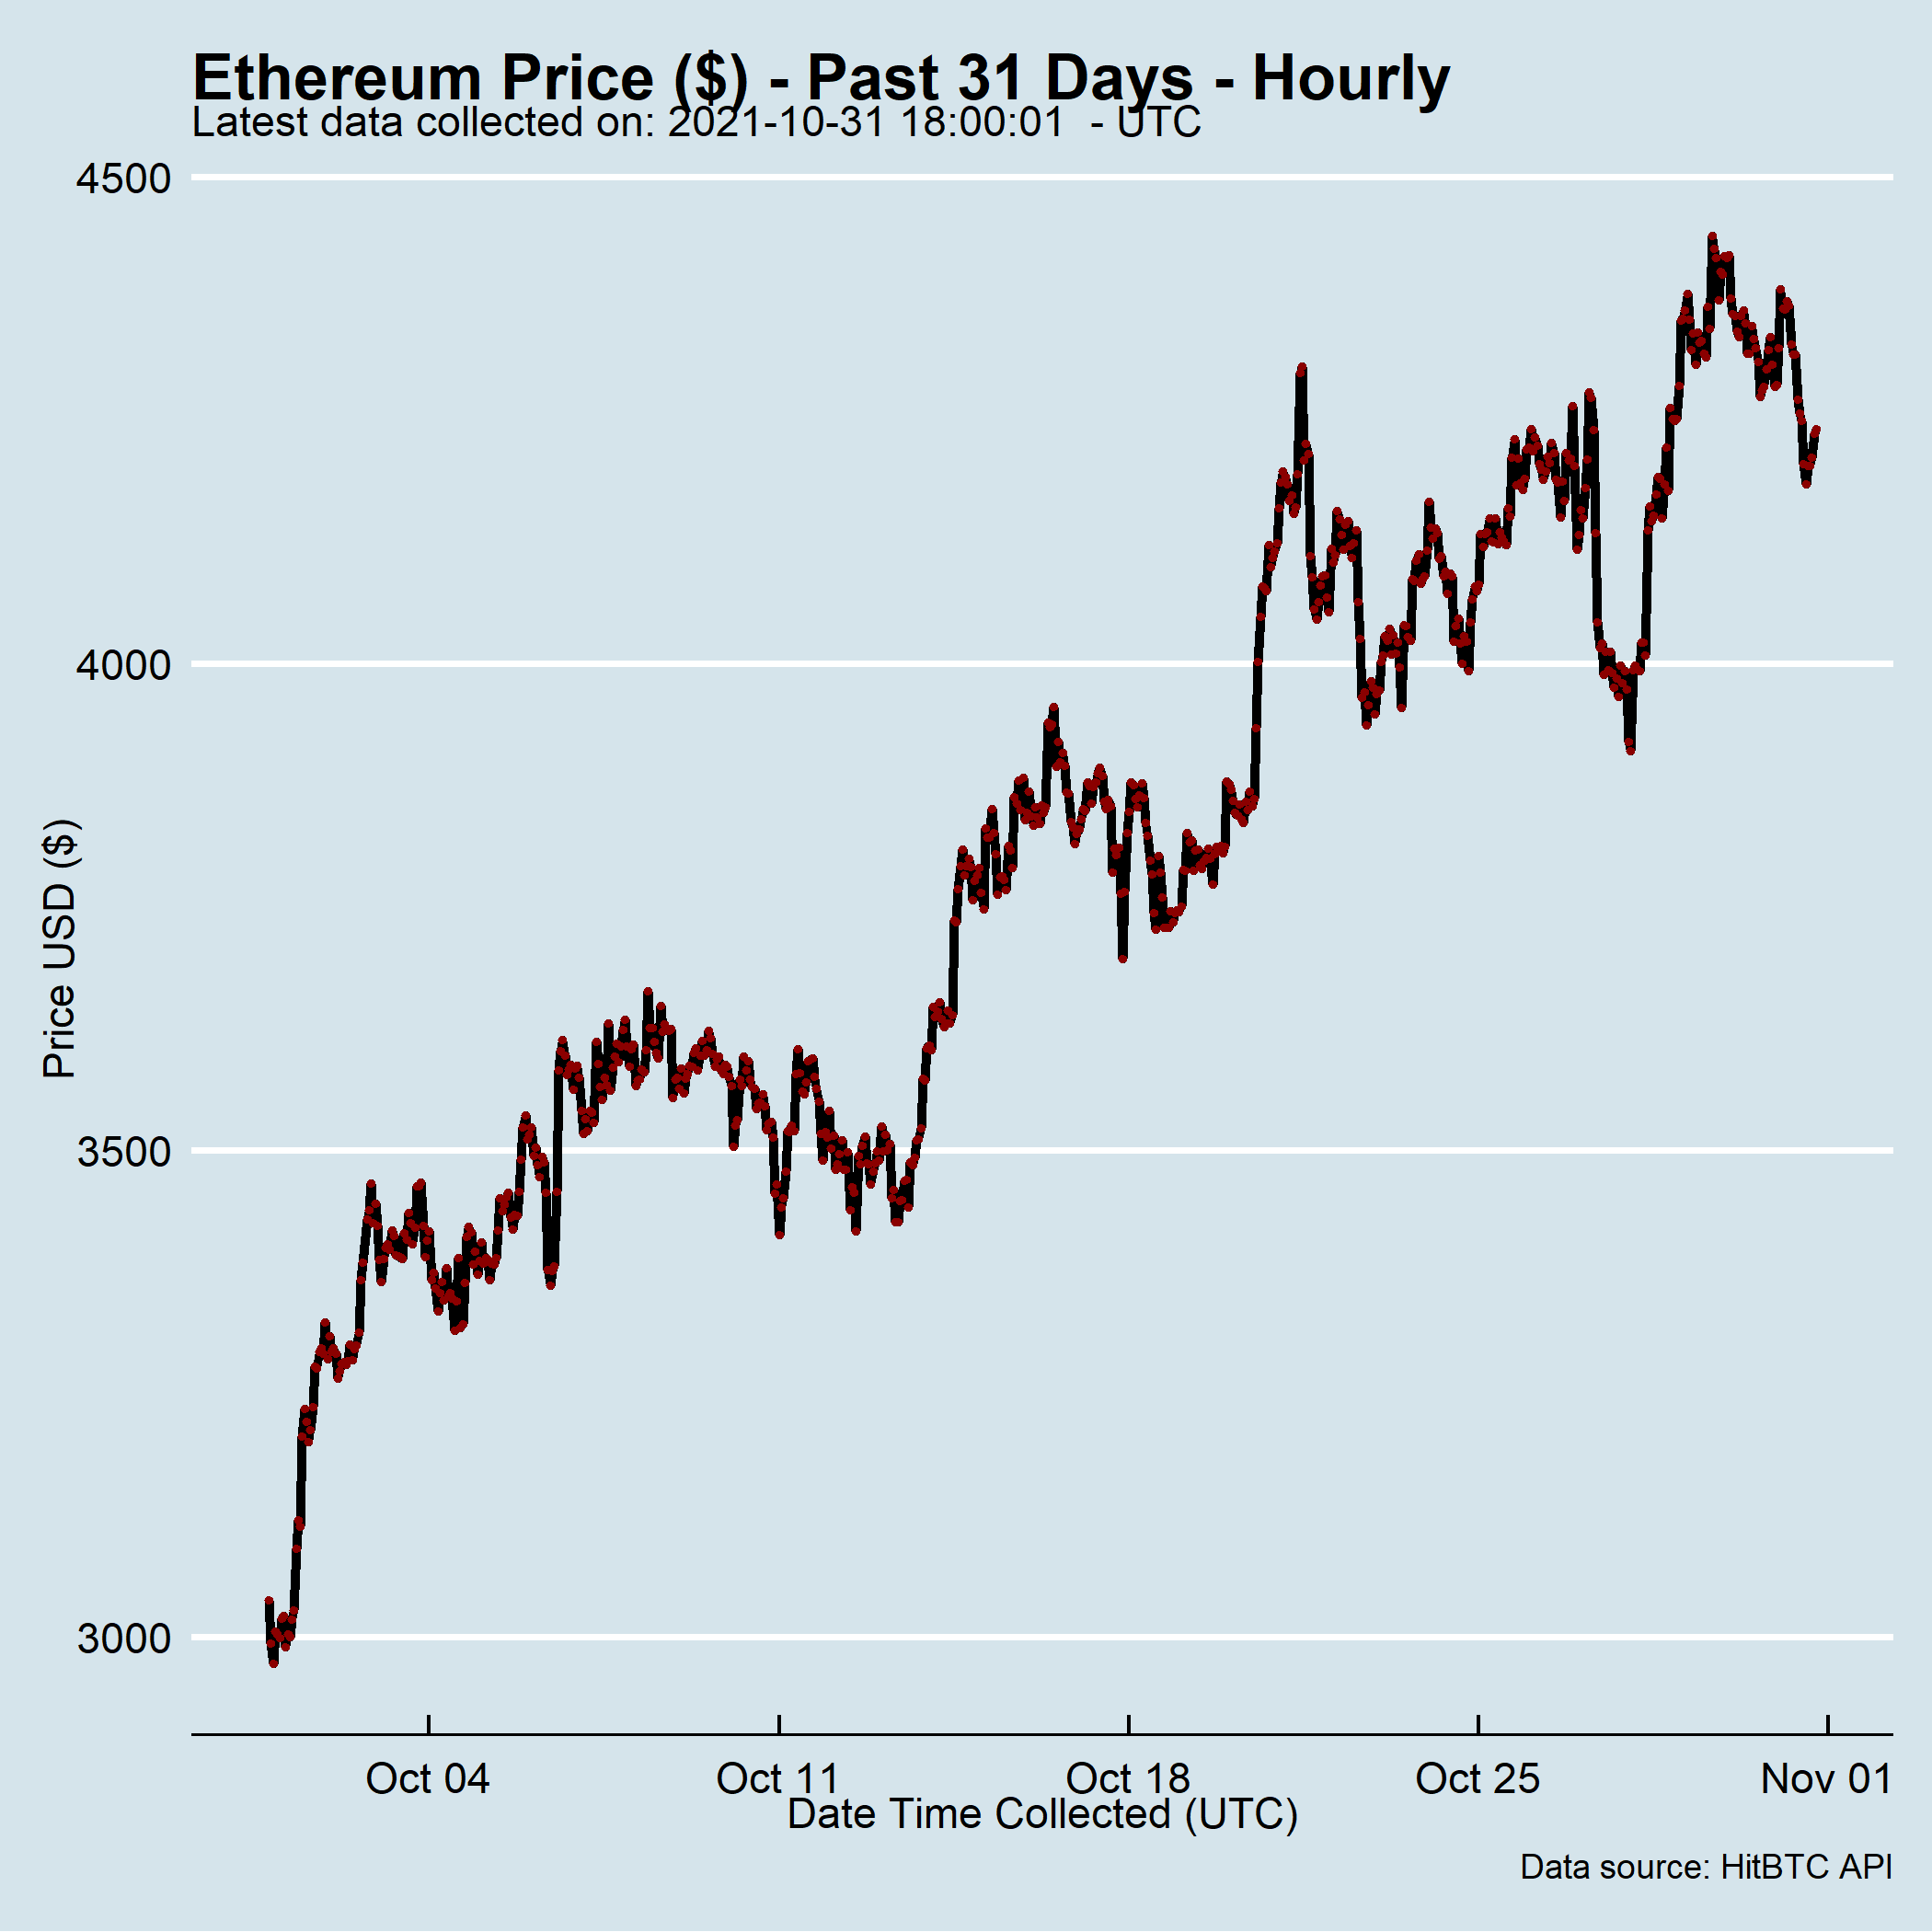 Ethereum Price ($) - Past 31 Days - Hourly
Latest data collected on: 2021-10-31 18:00:01  - UTC
4500
4000
3500
3000
Price USD ($)
Oct 04 Oct 11 Oct 18 Oct 25 Nov 01
Date Time Collected (UTC)
Data source: HitBTC API